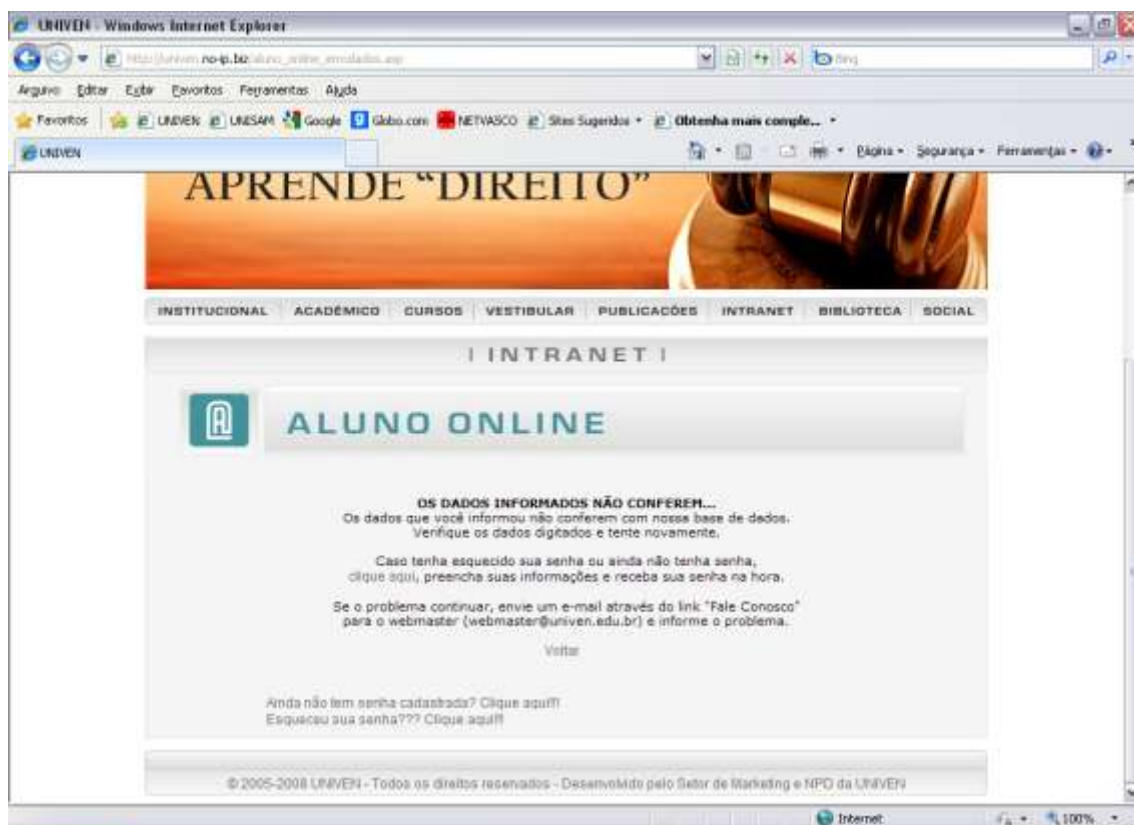 UNIVEN - Windows Internet Explorer
no-ip.biz
Bing
Arquivo Editar Exibir Favoritos Ferramentas Ajuda
Favoritos UNIVEN UNESAM Google Globo.com NETVASCO Sites Sugeridos Obtenha mais comple...
UNIVEN
Página Segurança Ferramentas
APRENDE “DIREITO”
INSTITUCIONAL ACADÊMICO CURSOS VESTIBULAR PUBLICAÇÕES INTRANET BIBLIOTECA SOCIAL
| INTRANET |
ALUNO ONLINE
OS DADOS INFORMADOS NÃO CONFEREM...
Os dados que você informou não conferem com nossa base de dados.
Verifique os dados digitados e tente novamente.
Caso tenha esquecido sua senha ou ainda não tenha senha,
clique aqui, preencha suas informações e receba sua senha na hora.
Se o problema continuar, envie um e-mail através do link "Fale Conosco"
para o webmaster (webmaster@univen.edu.br) e informe o problema.
Voltar
Ainda não tem senha cadastrada? Clique aqui!!!
Esqueceu sua senha??? Clique aqui!!!
© 2005-2008 UNIVEN - Todos os direitos reservados - Desenvolvido pelo Setor de Marketing e NPD da UNIVEN
Internet 100%